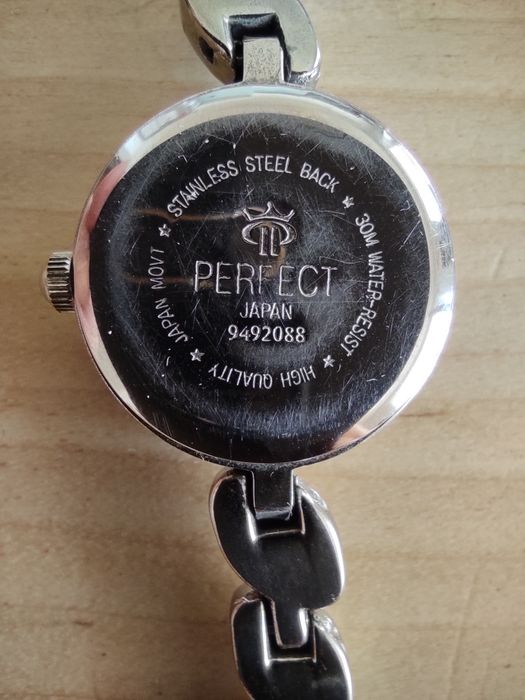 STAINLESS STEEL BACK ★ 30M WATER-RESIST ★ HIGH QUALITY ★ JAPAN MOVT ★
PERFECT
JAPAN
9492088